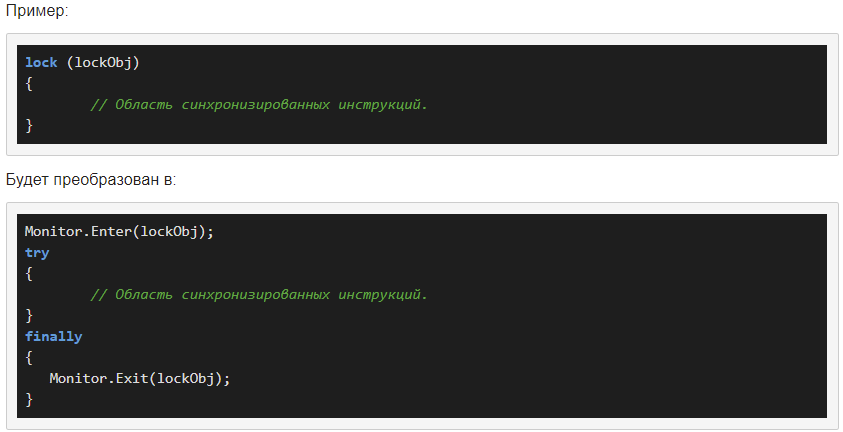 Пример:
lock (lockObj)
{
        // Область синхронизированных инструкций.
}
Будет преобразован в:
Monitor.Enter(lockObj);
try
{
        // Область синхронизированных инструкций.
}
finally
{
   Monitor.Exit(lockObj);
}